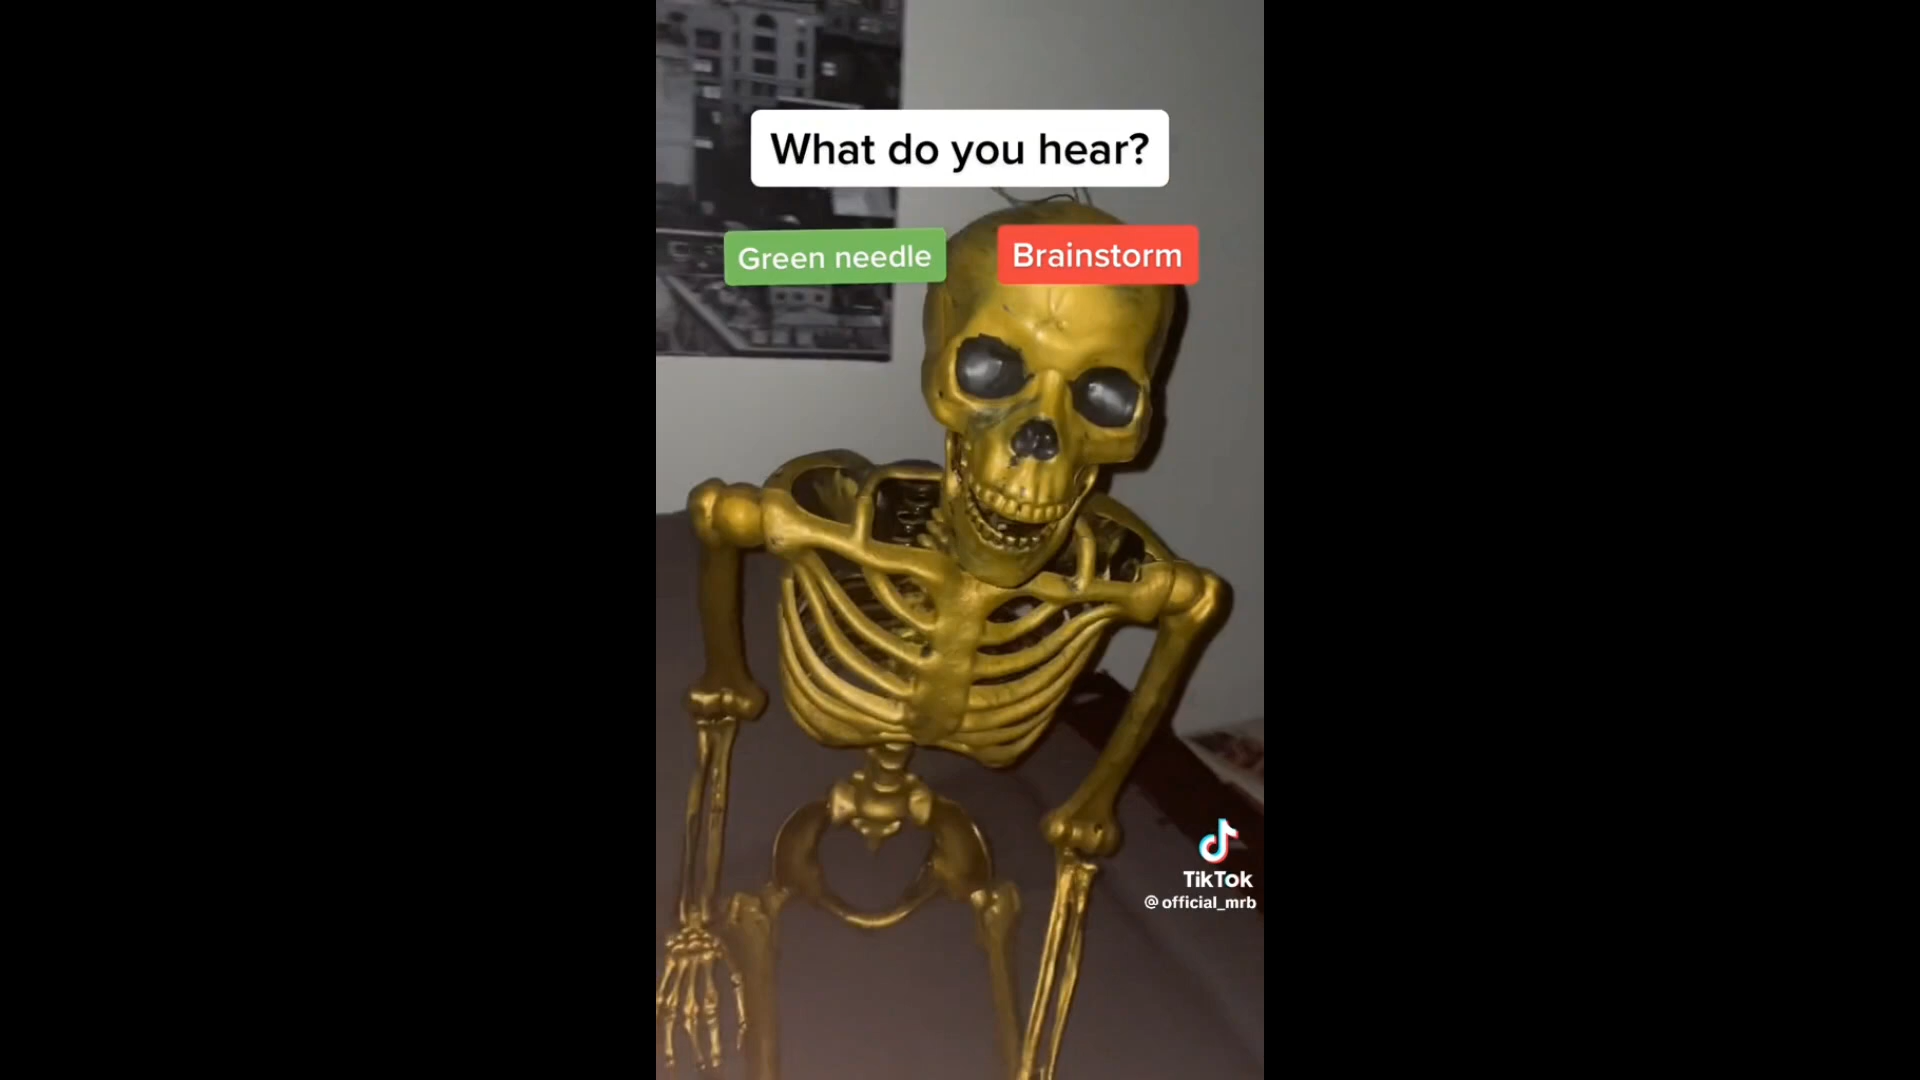 What do you hear?
Green needle
Brainstorm
TikTok
@official_mrb